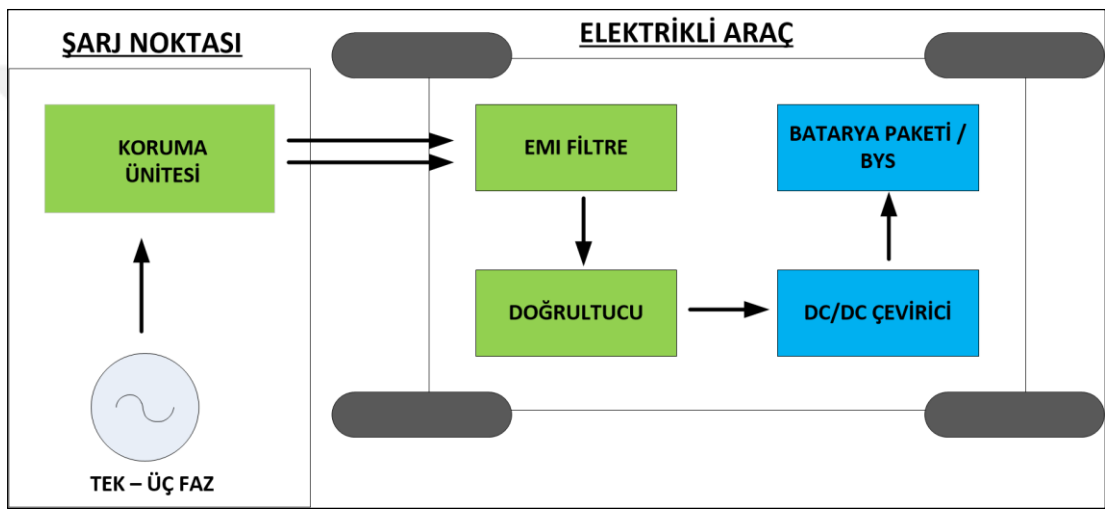 ŞARJ NOKTASI
KORUMA
ÜNİTESİ
TEK – ÜÇ FAZ
ELEKTRİKLİ ARAÇ
EMI FİLTRE
BATARYA PAKETİ /
BYS
DOĞRULTUCU
DC/DC ÇEVİRİCİ